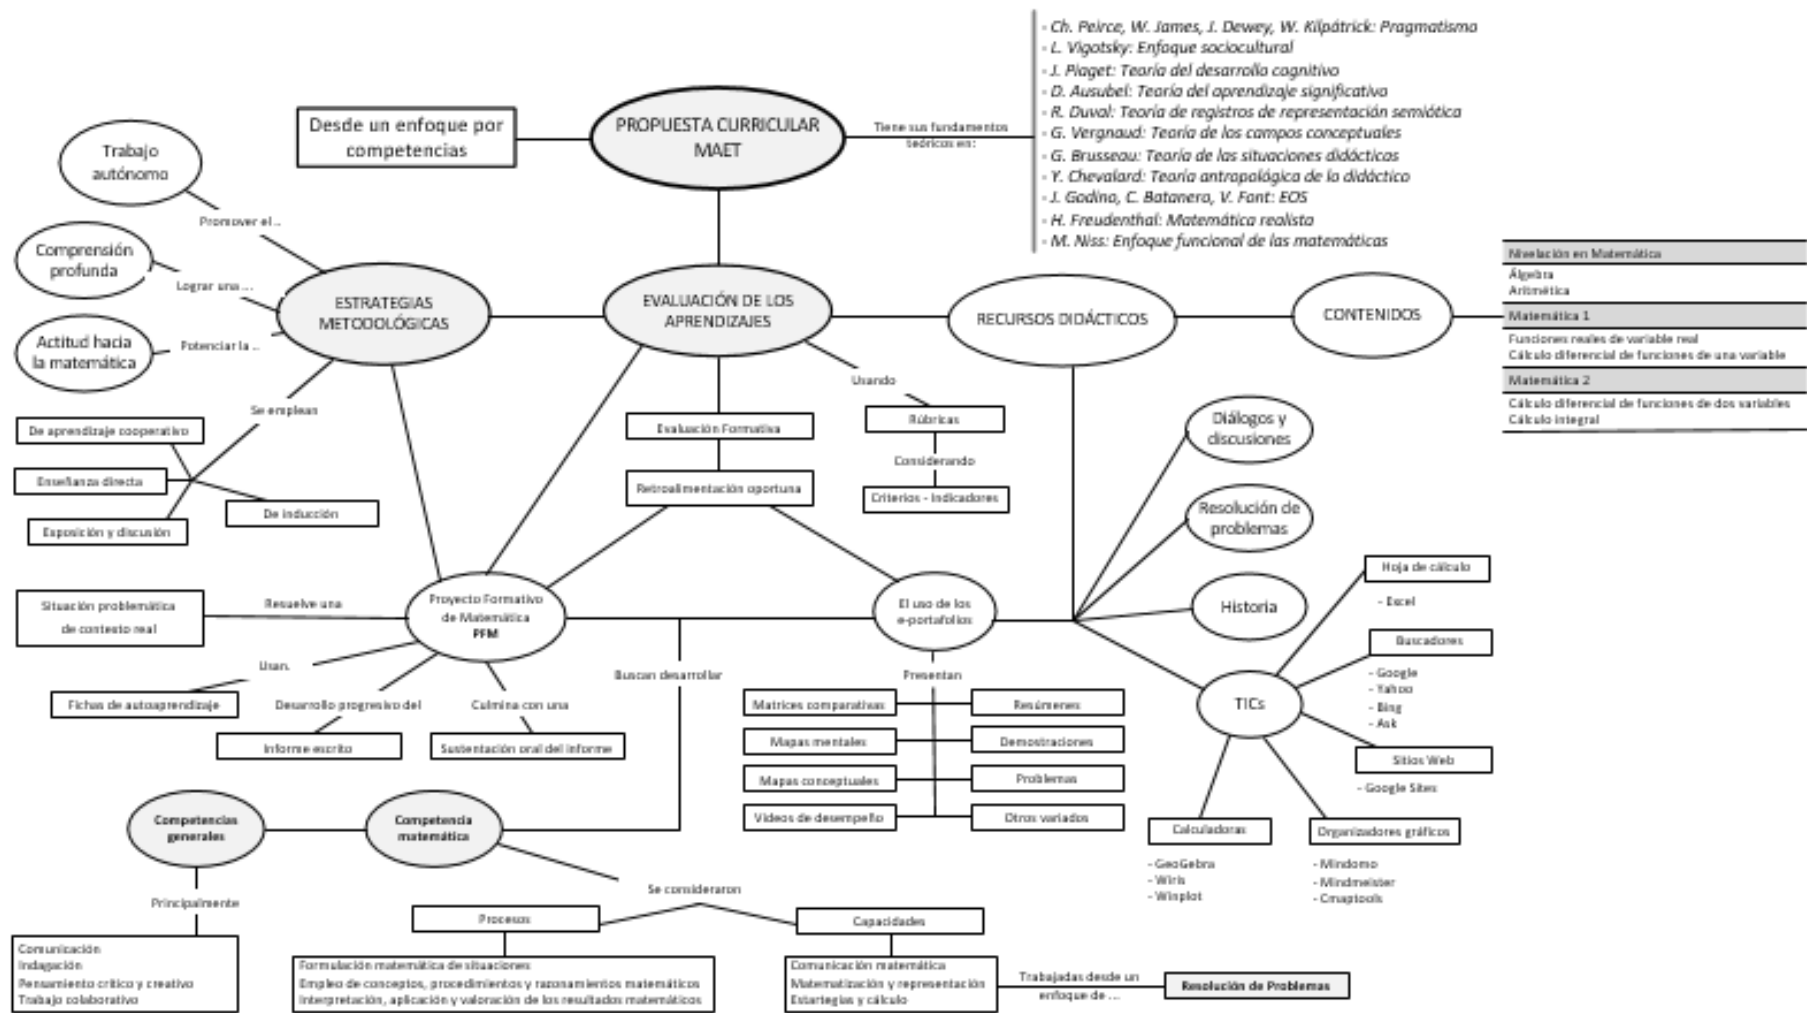 - Ch. Peirce, W. James, J. Dewey, W. Kilpátrick: Pragmatismo
- L. Vigotsky: Enfoque sociocultural
- J. Piaget: Teoría del desarrollo cognitivo
- D. Ausubel: Teoría del aprendizaje significativo
- R. Duval: Teoría de registros de representación semiótica
- G. Vergnaud: Teoría de los campos conceptuales
- G. Brusseau: Teoría de las situaciones didácticas
- Y. Chevalard: Teoría antropológica de lo didáctico
- J. Godino, C. Batanero, V. Font: EOS
- H. Freudenthal: Matemática realista
- M. Niss: Enfoque funcional de las matemáticas
Desde un enfoque por
competencias
PROPUESTA CURRICULAR
MAET
Tiene sus fundamentos
teóricos en:
Trabajo
autónomo
Promover el ...
Comprensión
profunda
Lograr una ...
Actitud hacia
la matemática
Potenciar la ...
ESTRATEGIAS
METODOLÓGICAS
EVALUACIÓN DE LOS
APRENDIZAJES
RECURSOS DIDÁCTICOS
CONTENIDOS
Nivelación en Matemática
Álgebra
Aritmética
Matemática 1
Funciones reales de variable real
Cálculo diferencial de funciones de una variable
Matemática 2
Cálculo diferencial de funciones de dos variables
Cálculo integral
Se emplean
De aprendizaje cooperativo
Enseñanza directa
De inducción
Exposición y discusión
Usando
Rúbricas
Considerando
Criterios - Indicadores
Evaluación Formativa
Retroalimentación oportuna
Diálogos y
discusiones
Resolución de
problemas
Historia
TICs
Hoja de cálculo
- Excel
Buscadores
- Google
- Yahoo
- Bing
- Ask
Sitios Web
- Google Sites
Calculadoras
- GeoGebra
- Wiris
- Winplot
Organizadores gráficos
- Mindomo
- Mindmeister
- Cmaptools
Situación problemática
de contexto real
Resuelve una
Proyecto Formativo
de Matemática
PFM
El uso de los
e-portafolios
Usan.
Fichas de autoaprendizaje
Desarrollo progresivo del
Informe escrito
Culmina con una
Sustentación oral del informe
Buscan desarrollar
Presentan
Matrices comparativas
Resúmenes
Mapas mentales
Demostraciones
Mapas conceptuales
Problemas
Videos de desempeño
Otros variados
Competencias
generales
Competencia
matemática
Principalmente
Comunicación
Indagación
Pensamiento crítico y creativo
Trabajo colaborativo
Se consideraron
Procesos
Capacidades
Formulación matemática de situaciones
Empleo de conceptos, procedimientos y razonamientos matemáticos
Interpretación, aplicación y valoración de los resultados matemáticos
Comunicación matemática
Matematización y representación
Estartegias y cálculo
Trabajadas desde un
enfoque de ...
Resolución de Problemas